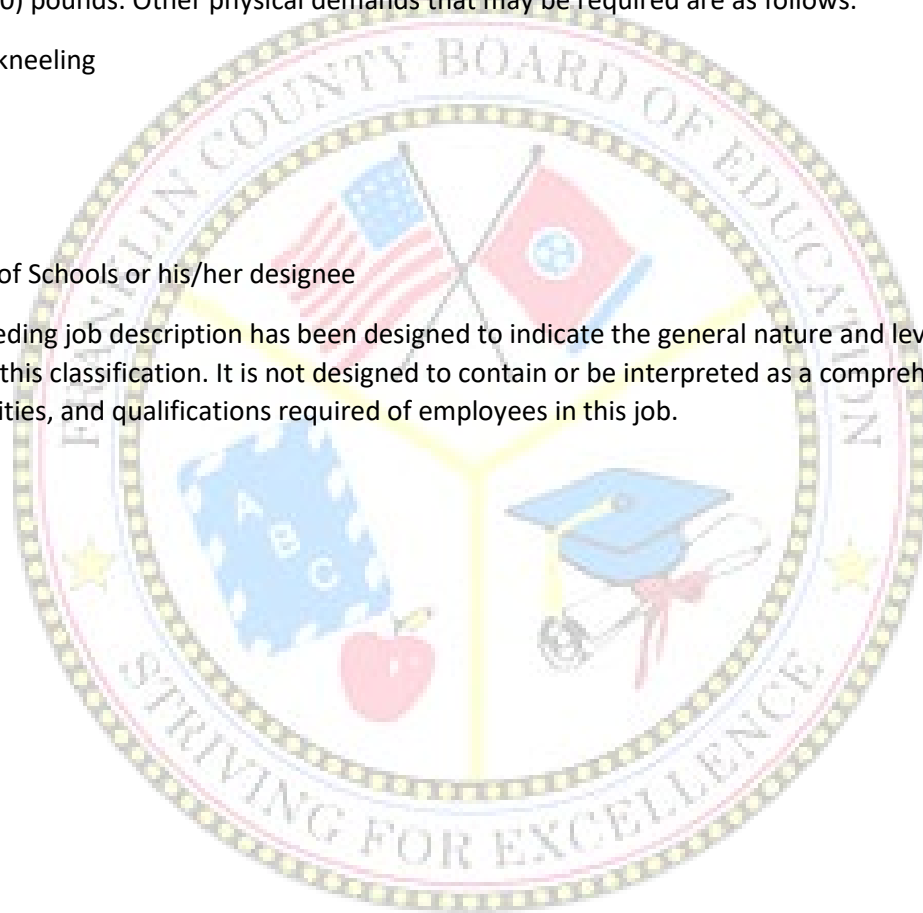 0) pounds. Other physical demands that may be required are as follows:
kneeling
of Schools or his/her designee
eding job description has been designed to indicate the general nature and lev
this classification. It is not designed to contain or be interpreted as a compreh
ities, and qualifications required of employees in this job.
FRANKLIN COUNTY BOARD OF EDUCATION
A
B
C
STRIVING FOR EXCELLENCE